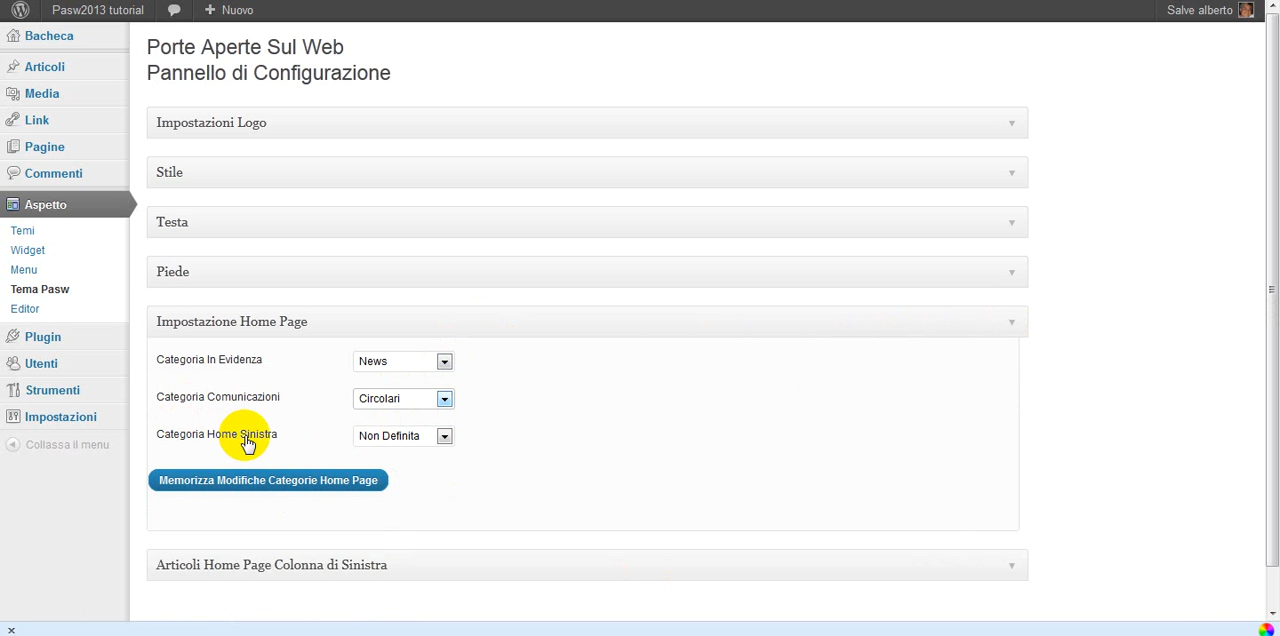 Pasw2013 tutorial
Nuovo
Salve alberto
Bacheca
Articoli
Media
Link
Pagine
Commenti
Aspetto
Temi
Widget
Menu
Tema Pasw
Editor
Plugin
Utenti
Strumenti
Impostazioni
Collassa il menu
Porte Aperte Sul Web
Pannello di Configurazione
Impostazioni Logo
Stile
Testa
Piede
Impostazione Home Page
Categoria In Evidenza News
Categoria Comunicazioni Circolari
Categoria Home Sinistra Non Definita
Memorizza Modifiche Categorie Home Page
Articoli Home Page Colonna di Sinistra